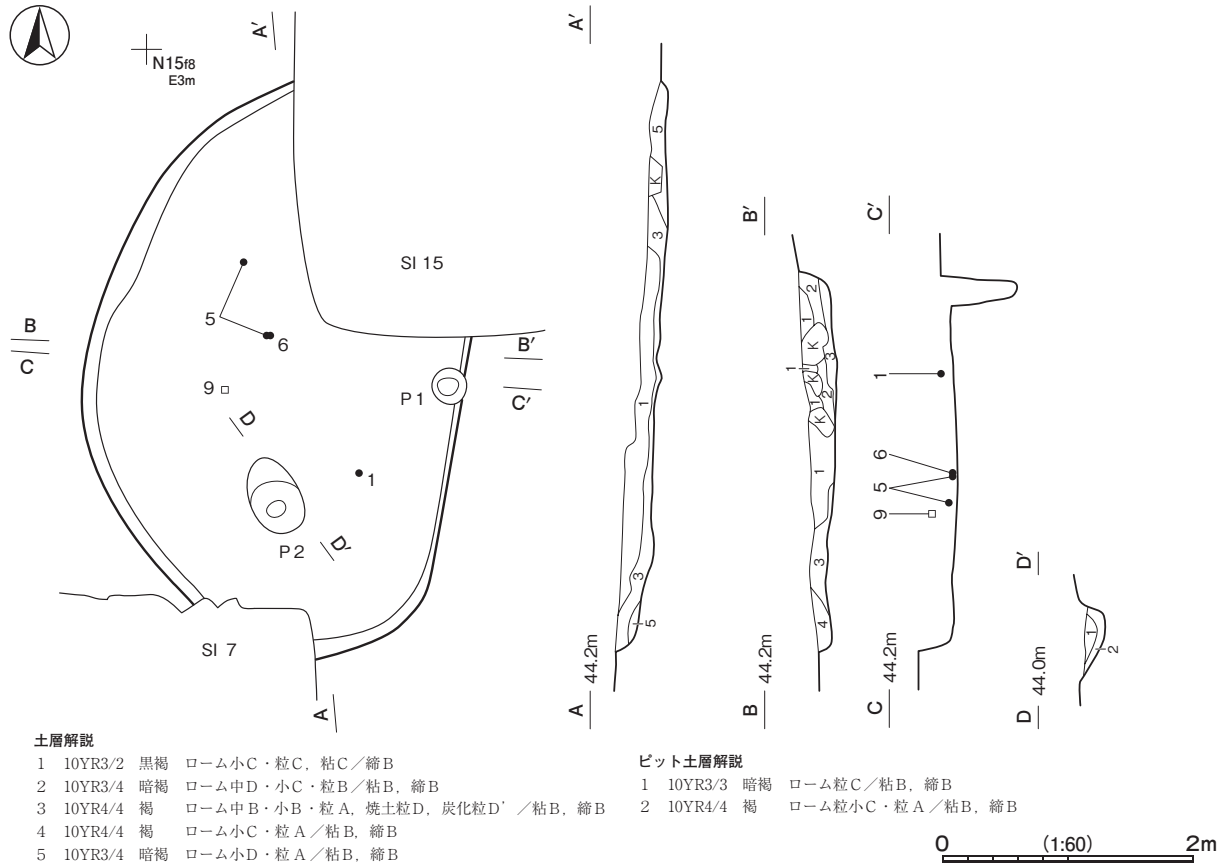 A'
N15f8
E3m
SI 15
5
6
B
C
B'
C'
9
P 1
D
1
P 2
D'
SI 7
A
A'
5
K
3
1
3
5
A 44.2m
B'
2
1
K
3
1
K
2
1
K
1
3
4
B 44.2m
C'
1
6
5
9
C 44.2m
D'
1
2
D 44.0m
土層解説
1 10YR3/2 黒褐 ローム小C・粒C,粘C／締B
2 10YR3/4 暗褐 ローム中D・小C・粒B／粘B,締B
3 10YR4/4 褐 ローム中B・小B・粒A,焼土粒D,炭化粒D'／粘B,締B
4 10YR4/4 褐 ローム小C・粒A／粘B,締B
5 10YR3/4 暗褐 ローム小D・粒A／粘B,締B
ピット土層解説
1 10YR3/3 暗褐 ローム粒C／粘B,締B
2 10YR4/4 褐 ローム粒小C・粒A／粘B,締B
0 (1:60) 2m